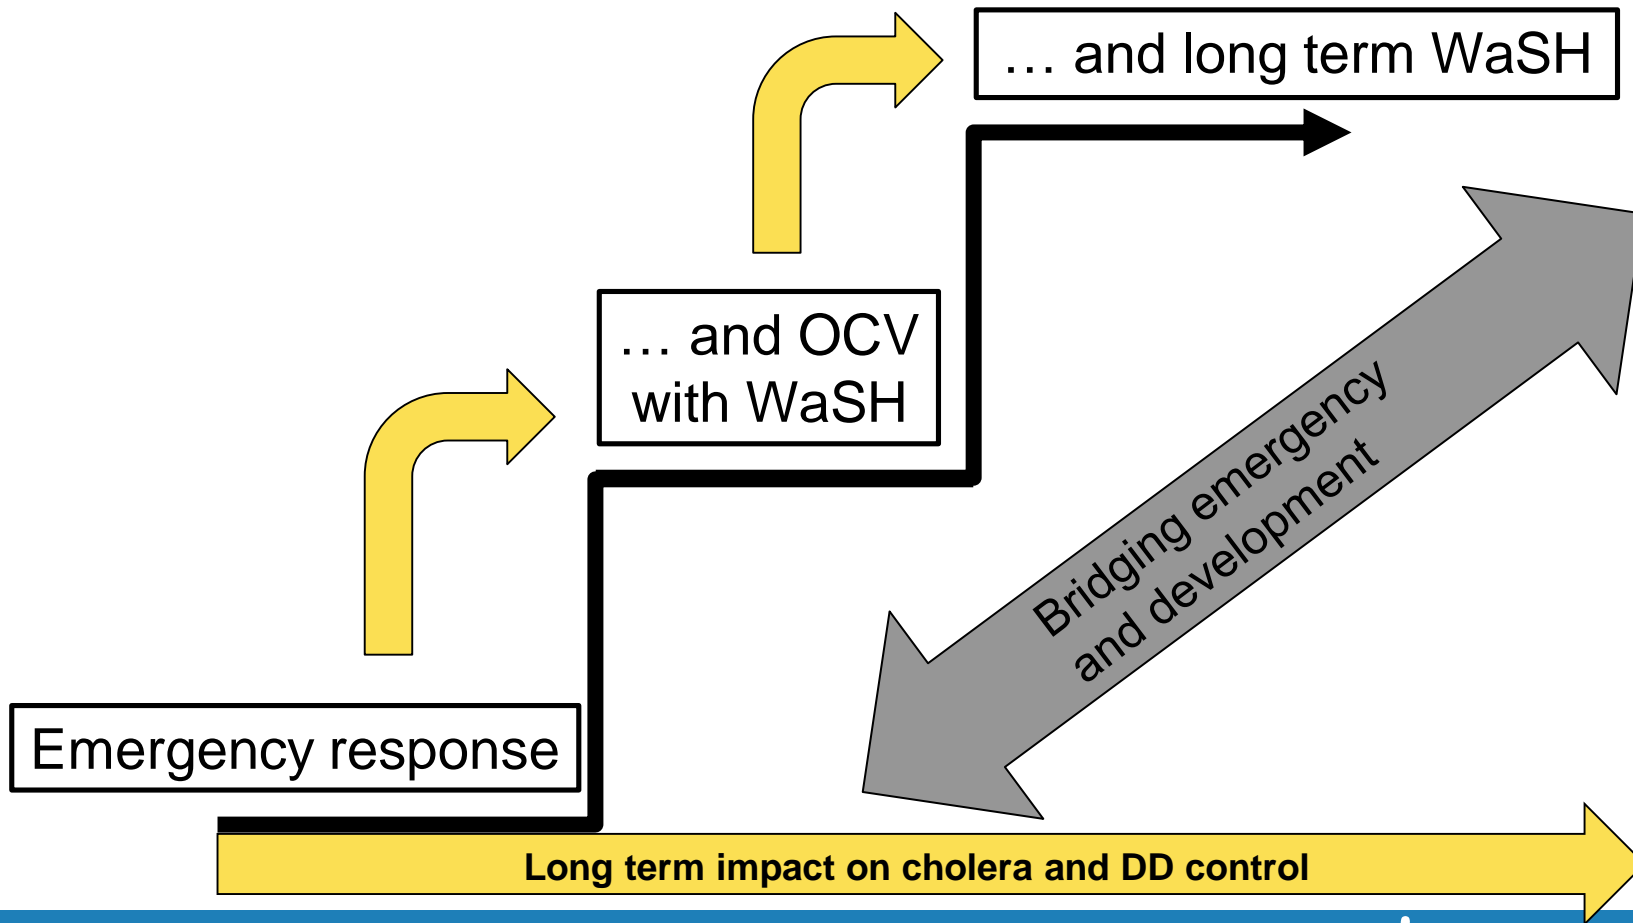 … and long term WaSH
… and OCV
with WaSH
Bridging emergency
and development
Emergency response
Long term impact on cholera and DD control